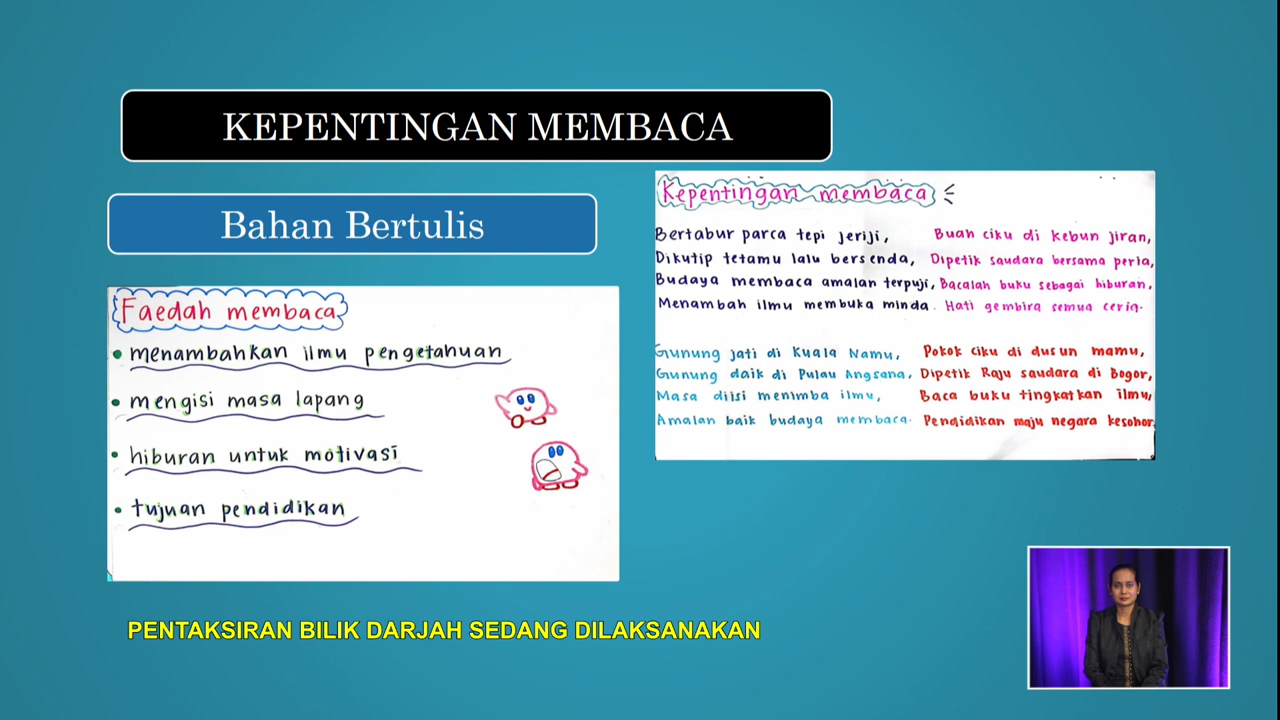 KEPENTINGAN MEMBACA
Bahan Bertulis
Faedah membaca
• menambahkan ilmu pengetahuan
• mengisi masa lapang
• hiburan untuk motivasi
• tujuan pendidikan
Kepentingan membaca
Bertabur parca tepi jeriji,
Dikutip tetamu lalu bersenda,
Budaya membaca amalan terpuji,
Menambah ilmu membuka minda.
Buah ciku di kebun jiran,
Dipetik saudara bersama peria,
Bacalah buku sebagai hiburan,
Hati gembira semua ceria.
Gunung jati di Kuala Namu,
Gunung daik di Pulau Angsana,
Masa diisi menimba ilmu,
Amalan baik budaya membaca.
Pokok ciku di dusun mamu,
Dipetik Raju saudara di Bogor,
Baca buku tingkatkan ilmu,
Pendidikan maju negara kesohor.
PENTAKSIRAN BILIK DARJAH SEDANG DILAKSANAKAN